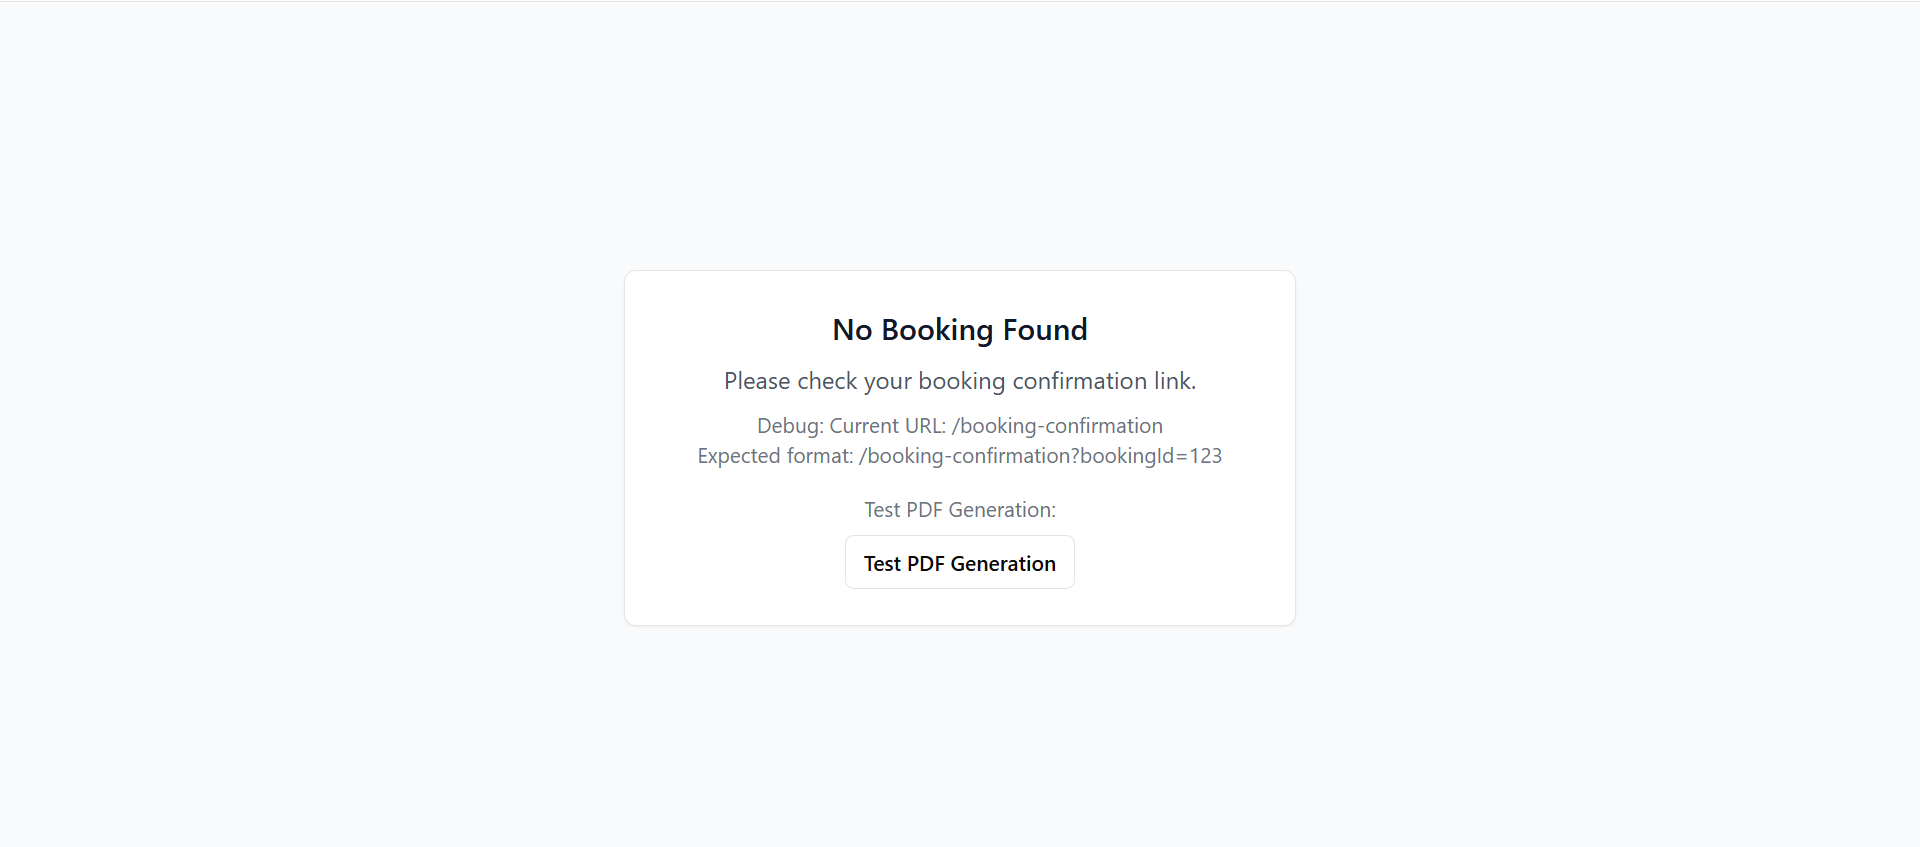 No Booking Found
Please check your booking confirmation link.
Debug: Current URL: /booking-confirmation
Expected format: /booking-confirmation?bookingId=123
Test PDF Generation:
Test PDF Generation